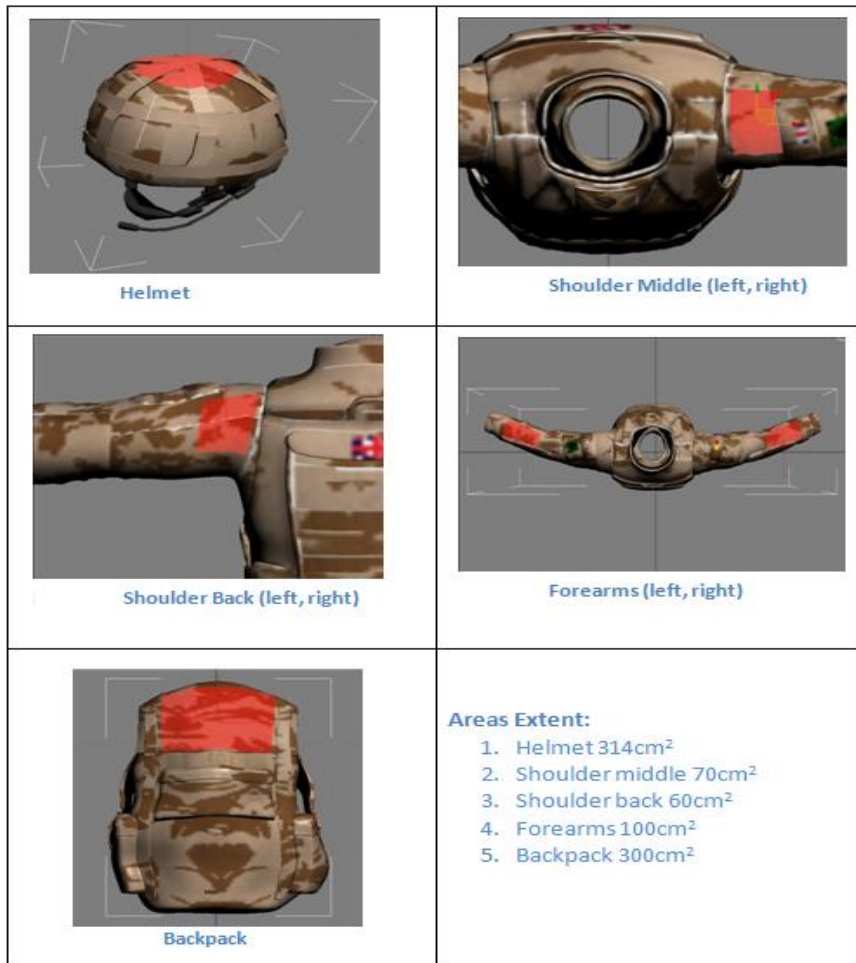 Helmet
Shoulder Middle (left, right)
Shoulder Back (left, right)
Forearms (left, right)
Backpack
Areas Extent:
1. Helmet 314cm²
2. Shoulder middle 70cm²
3. Shoulder back 60cm²
4. Forearms 100cm²
5. Backpack 300cm²